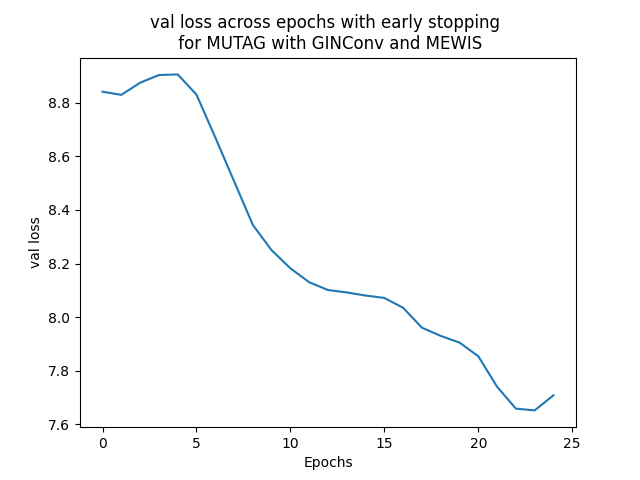 val loss across epochs with early stopping
for MUTAG with GINConv and MEWIS
8.8
8.6
8.4
8.2
8.0
7.8
7.6
val loss
0 5 10 15 20 25
Epochs